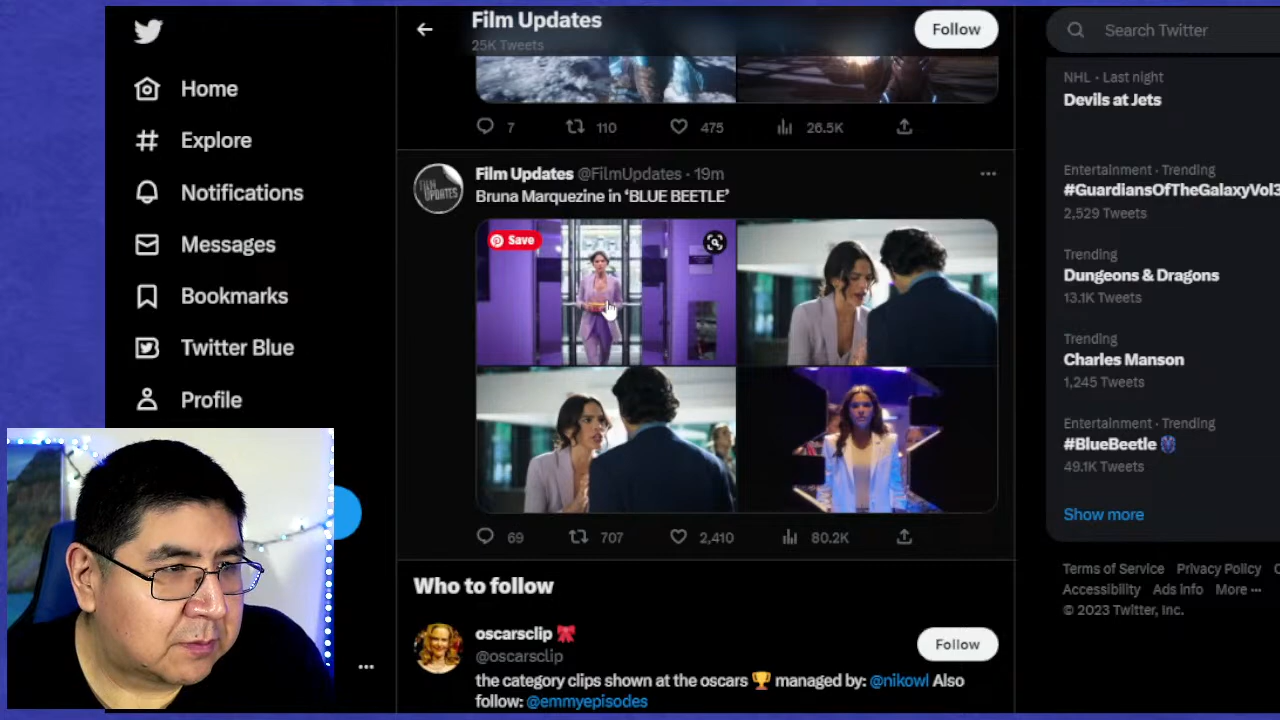 Film Updates
25K Tweets
Follow
Search Twitter
Home
Explore
Notifications
Messages
Bookmarks
Twitter Blue
Profile
7
110
475
26.5K
Film Updates @FilmUpdates · 19m
Bruna Marquezine in ‘BLUE BEETLE’
FILM UPDATES
Save
69
707
2,410
80.2K
Who to follow
oscarsclip
@oscarsclip
Follow
the category clips shown at the oscars managed by: @nikowl Also
follow: @emmyepisodes
NHL · Last night
Devils at Jets
Entertainment · Trending
#GuardiansOfTheGalaxyVol3
2,529 Tweets
Trending
Dungeons & Dragons
13.1K Tweets
Trending
Charles Manson
1,245 Tweets
Entertainment · Trending
#BlueBeetle
49.1K Tweets
Show more
Terms of Service Privacy Policy C
Accessibility Ads info More ···
© 2023 Twitter, Inc.